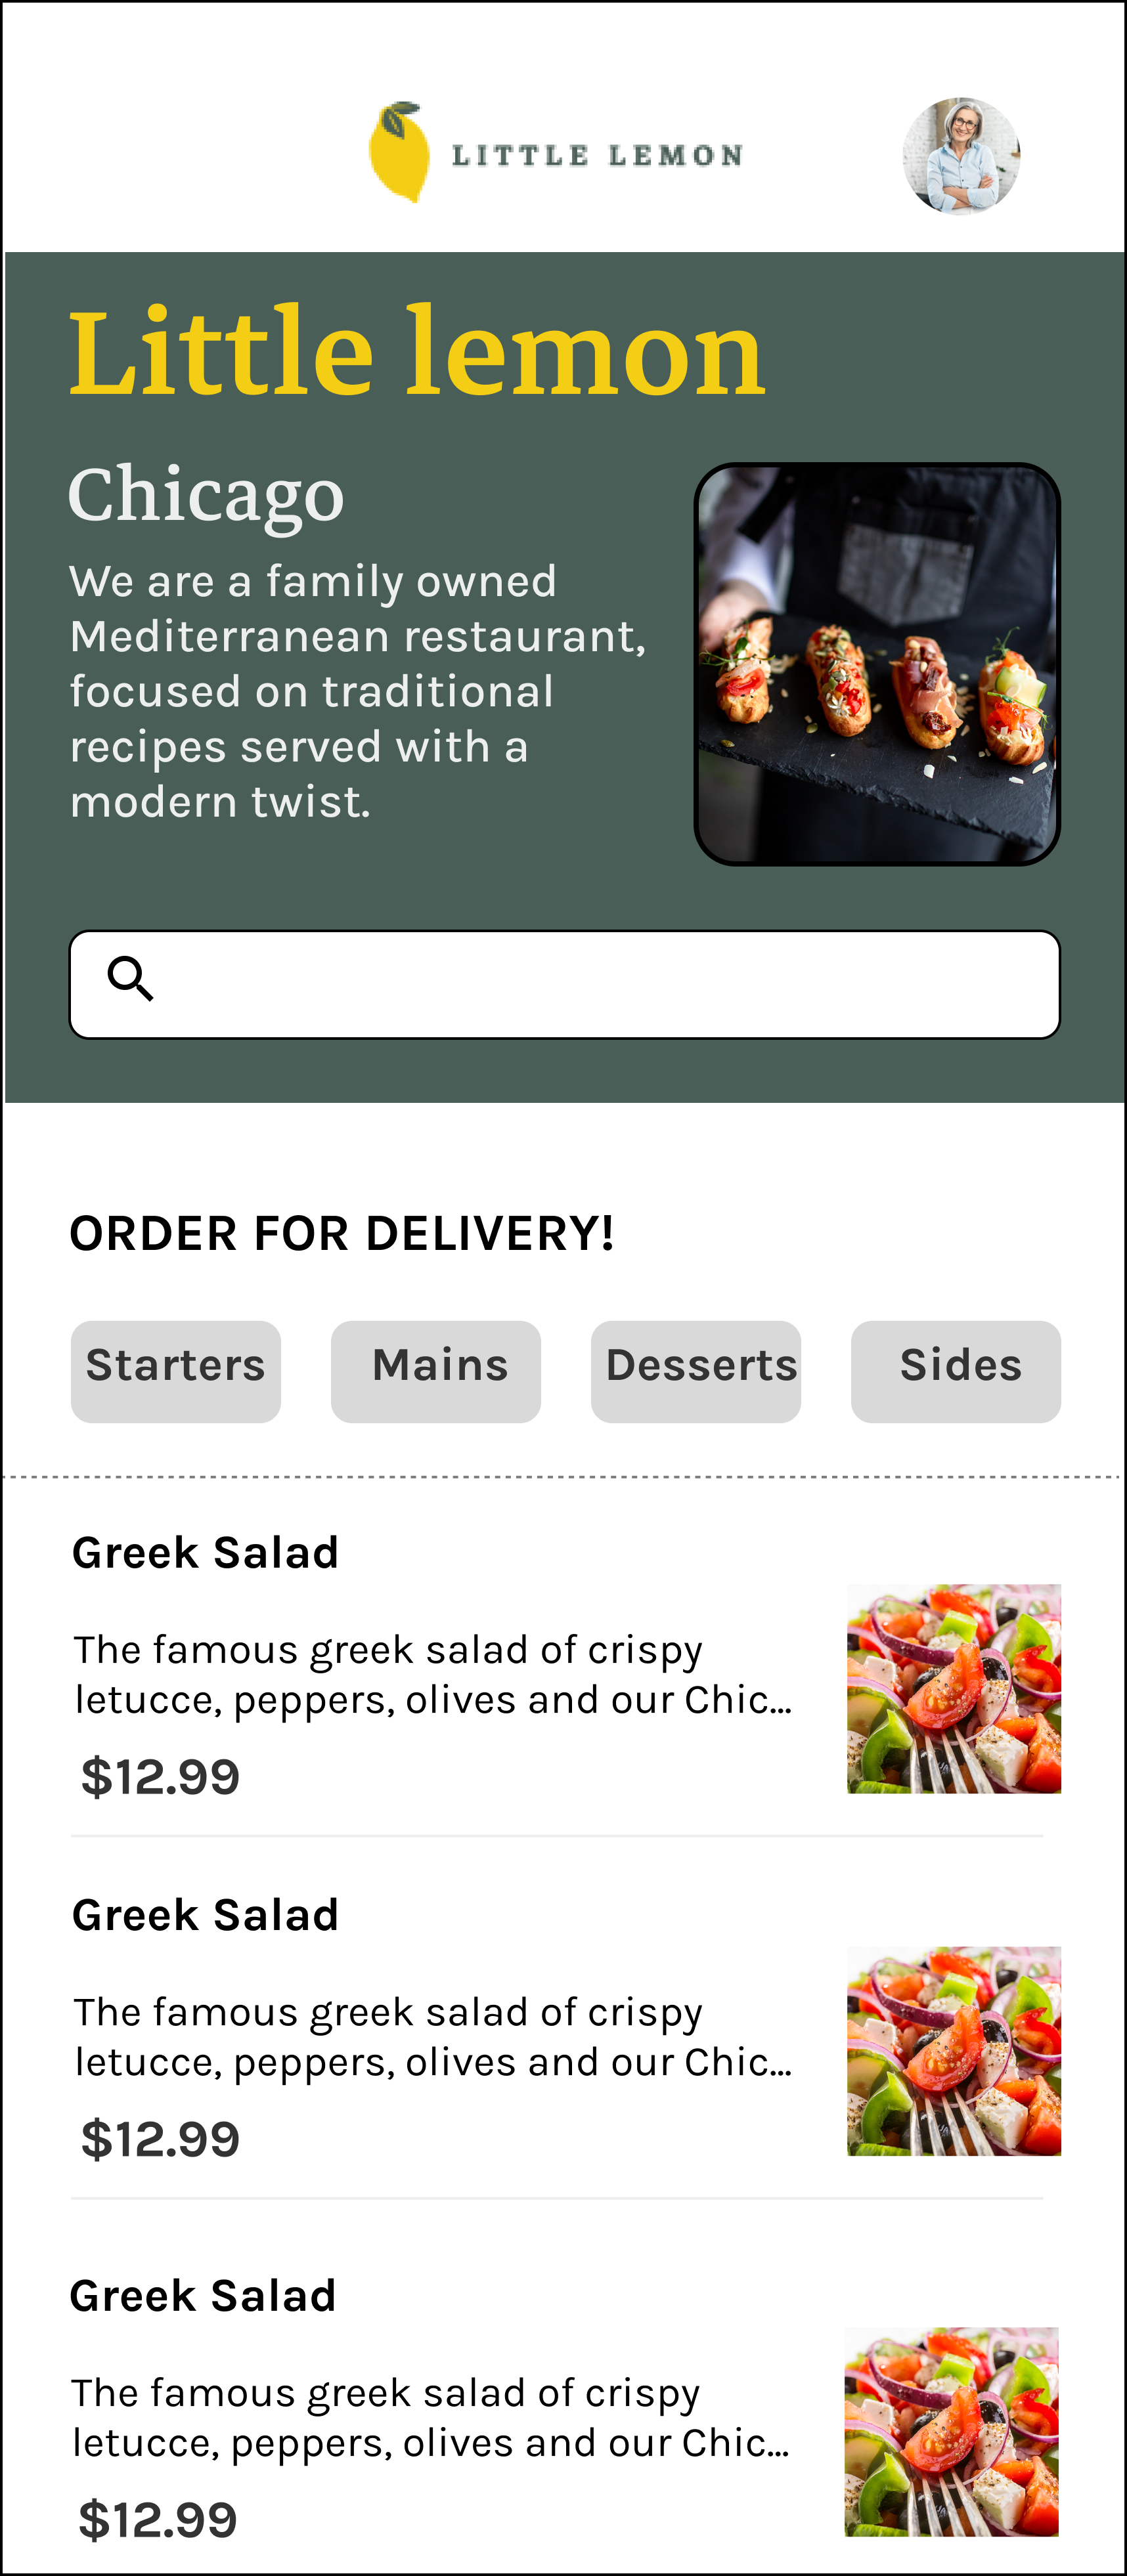 LITTLE LEMON
Little lemon
Chicago
We are a family owned
Mediterranean restaurant,
focused on traditional
recipes served with a
modern twist.
ORDER FOR DELIVERY!
Starters Mains Desserts Sides
Greek Salad
The famous greek salad of crispy
letucce, peppers, olives and our Chic...
$12.99
Greek Salad
The famous greek salad of crispy
letucce, peppers, olives and our Chic...
$12.99
Greek Salad
The famous greek salad of crispy
letucce, peppers, olives and our Chic...
$12.99